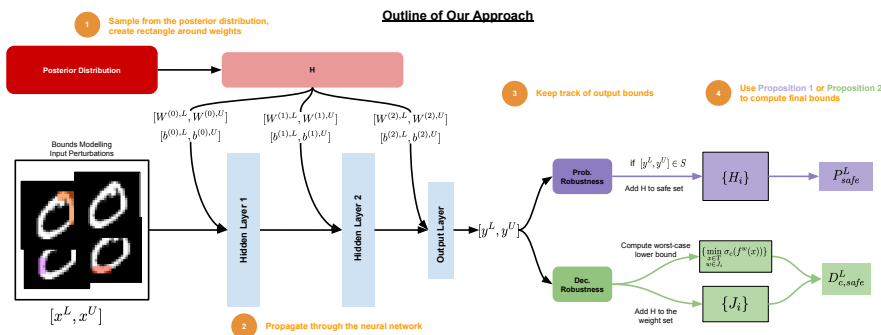 Outline of Our Approach
1
Sample from the posterior distribution,
create rectangle around weights
Posterior Distribution
H
[W^{(0),L}, W^{(0),U}]
[b^{(0),L}, b^{(0),U}]
[W^{(1),L}, W^{(1),U}]
[b^{(1),L}, b^{(1),U}]
[W^{(2),L}, W^{(2),U}]
[b^{(2),L}, b^{(2),U}]
Bounds Modelling
Input Perturbations
[x^L, x^U]
Hidden Layer 1
Hidden Layer 2
Output Layer
2
Propagate through the neural network
[y^L, y^U]
3
Keep track of output bounds
4
Use Proposition 1 or Proposition 2
to compute final bounds
Prob.
Robustness
if [y^L, y^U] ∈ S
Add H to safe set
{H_i}
P^L_{safe}
Dec.
Robustness
Compute worst-case
lower bound
{min_{x∈T, w∈J_i} σ_c(f^w(x))}
Add H to the
weight set
{J_i}
D^L_{c,safe}